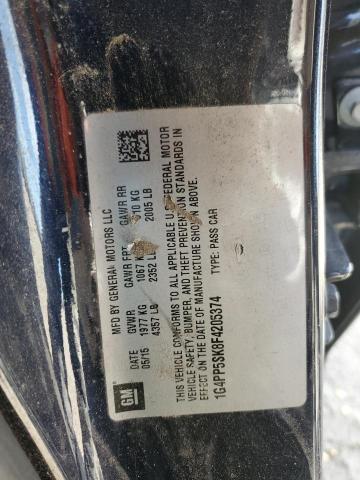 GM
MFD BY GENERAL MOTORS LLC
05/15 GVWR GAWR FRT GAWR RR
1977 KG 1067 KG 910 KG
4357 LB 2352 LB 2005 LB
THIS VEHICLE CONFORMS TO ALL APPLICABLE U.S. FEDERAL MOTOR
VEHICLE SAFETY, BUMPER, AND THEFT PREVENTION STANDARDS IN
EFFECT ON THE DATE OF MANUFACTURE SHOWN ABOVE.
1G4PP5SK8F4205374 TYPE: PASS CAR